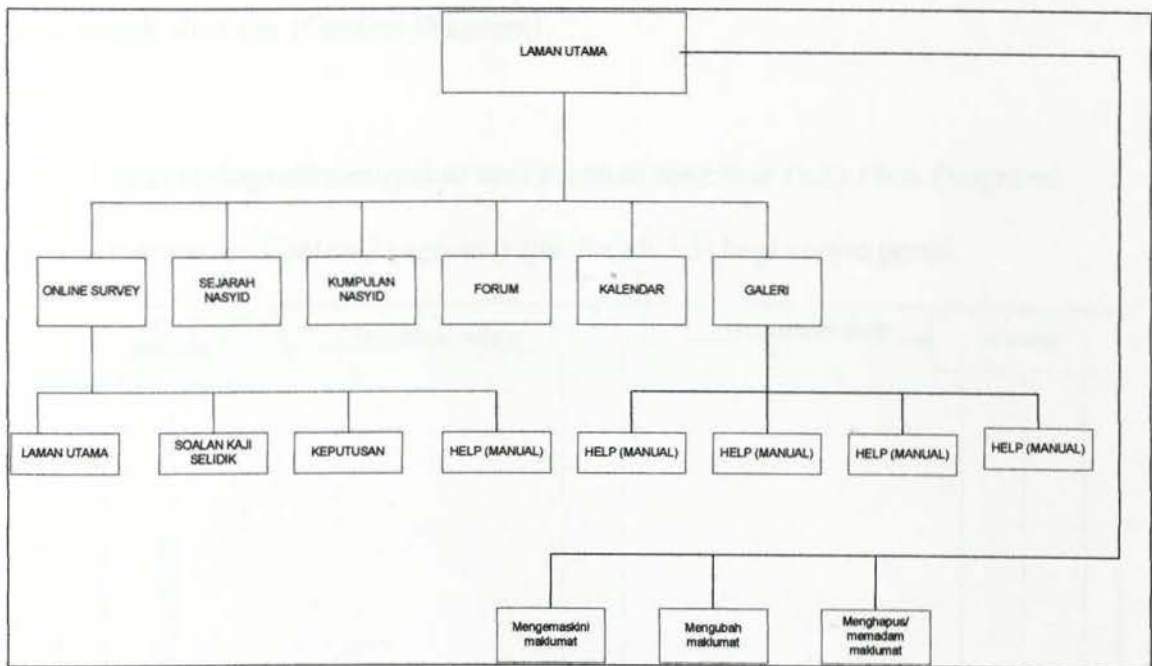 LAMAN UTAMA
ONLINE SURVEY
SEJARAH
NASYID
KUMPULAN
NASYID
FORUM
KALENDAR
GALERI
LAMAN UTAMA
SOALAN KAJI
SELIDIK
KEPUTUSAN
HELP (MANUAL)
HELP (MANUAL)
HELP (MANUAL)
HELP (MANUAL)
HELP (MANUAL)
Mengemaskini
maklumat
Mengubah
maklumat
Menghapus/
memadam
maklumat